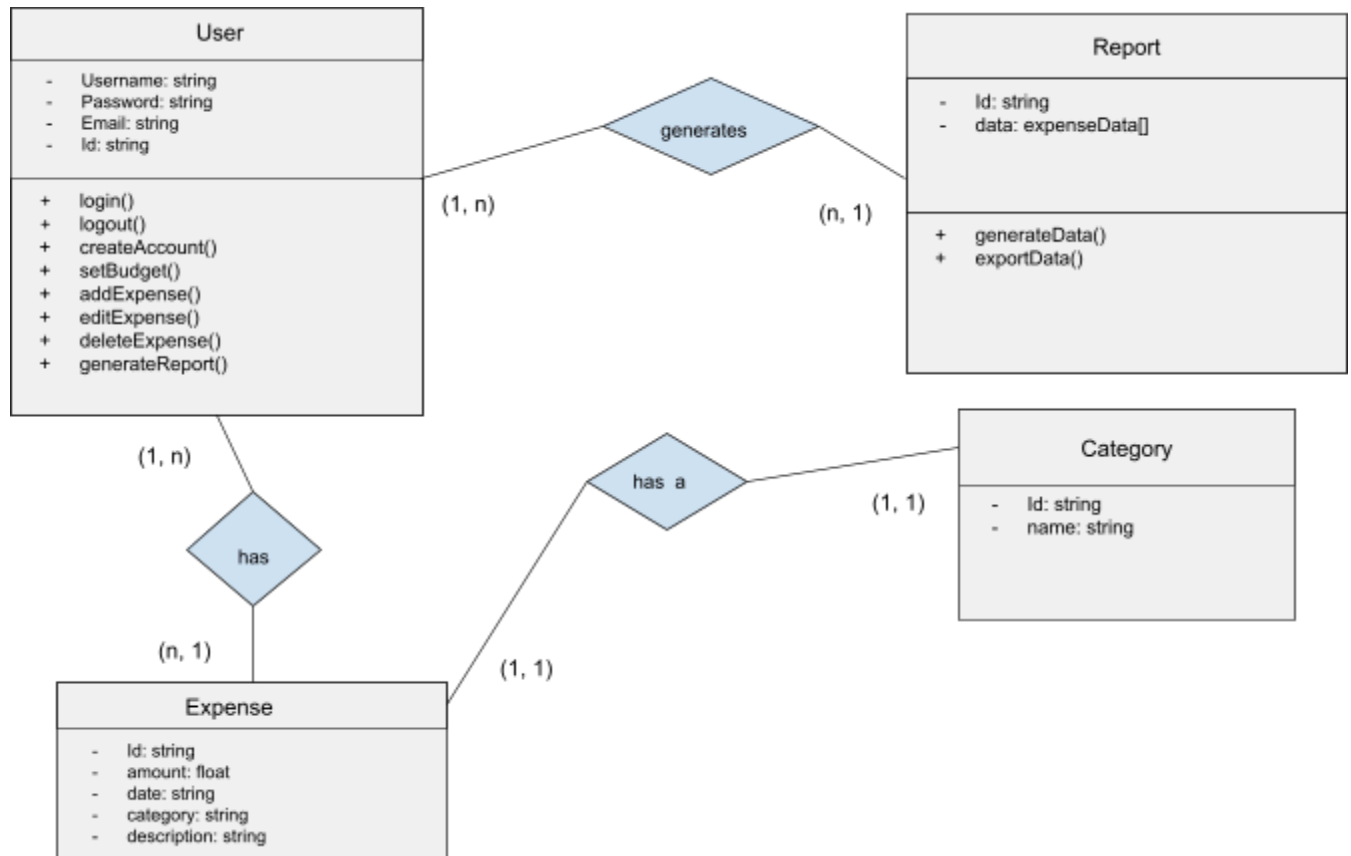 User
- Username: string
- Password: string
- Email: string
- Id: string
+ login()
+ logout()
+ createAccount()
+ setBudget()
+ addExpense()
+ editExpense()
+ deleteExpense()
+ generateReport()
generates
(1, n)
(n, 1)
Report
- Id: string
- data: expenseData[]
+ generateData()
+ exportData()
(1, n)
has
(n, 1)
has a
(1, 1)
(1, 1)
Category
- Id: string
- name: string
Expense
- Id: string
- amount: float
- date: string
- category: string
- description: string